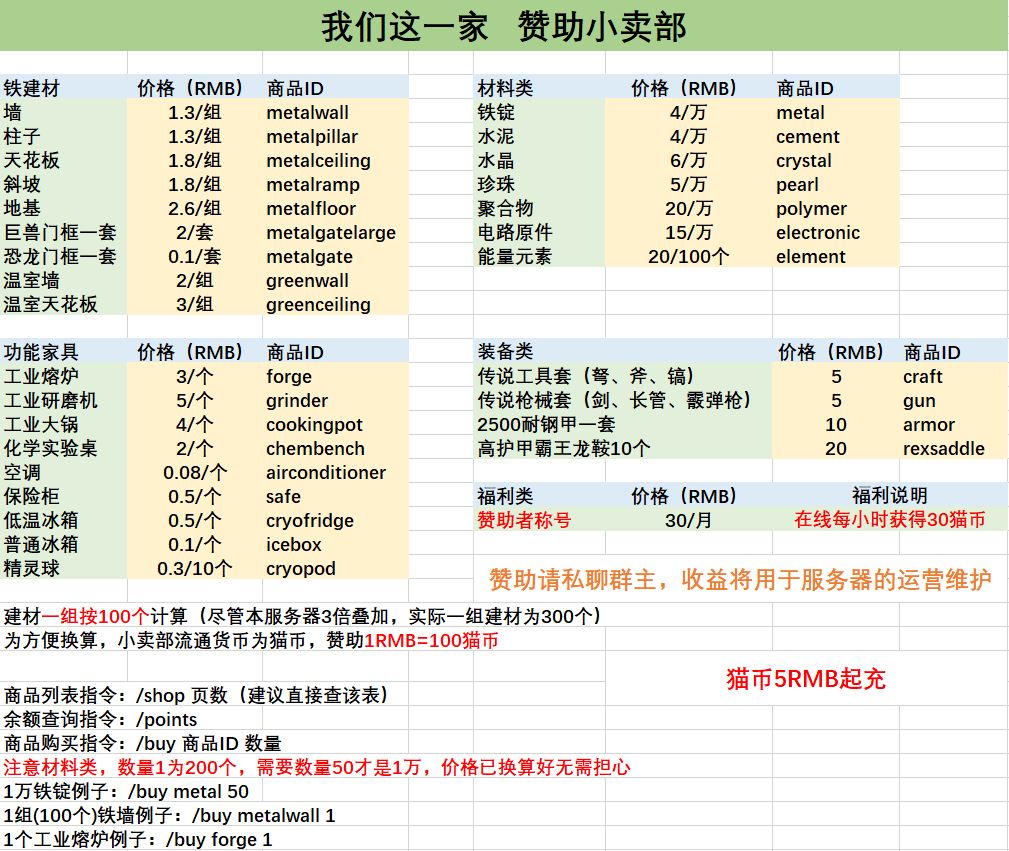 我们这一家 赞助小卖部
铁建材 价格（RMB） 商品ID
墙 1.3/组 metalwall
柱子 1.3/组 metalpillar
天花板 1.8/组 metalceiling
斜坡 1.8/组 metalramp
地基 2.6/组 metalfloor
巨兽门框一套 2/套 metalgatelarge
恐龙门框一套 0.1/套 metalgate
温室墙 2/组 greenwall
温室天花板 3/组 greenceiling
材料类 价格（RMB） 商品ID
铁锭 4/万 metal
水泥 4/万 cement
水晶 6/万 crystal
珍珠 5/万 pearl
聚合物 20/万 polymer
电路原件 15/万 electronic
能量元素 20/100个 element
功能家具 价格（RMB） 商品ID
工业熔炉 3/个 forge
工业研磨机 5/个 grinder
工业大锅 4/个 cookingpot
化学实验桌 2/个 chembench
空调 0.08/个 airconditioner
保险柜 0.5/个 safe
低温冰箱 0.5/个 cryofridge
普通冰箱 0.1/个 icebox
精灵球 0.3/10个 cryopod
装备类 价格（RMB） 商品ID
传说工具套（弩、斧、镐） 5 craft
传说枪械套（剑、长管、霰弹枪） 5 gun
2500耐钢甲一套 10 armor
高护甲霸王龙鞍10个 20 rexsaddle
福利类 价格（RMB） 福利说明
赞助者称号 30/月 在线每小时获得30猫币
赞助请私聊群主，收益将用于服务器的运营维护
建材一组按100个计算（尽管本服务器3倍叠加，实际一组建材为300个）
为方便换算，小卖部流通货币为猫币，赞助1RMB=100猫币
猫币5RMB起充
商品列表指令：/shop 页数（建议直接查该表）
余额查询指令：/points
商品购买指令：/buy 商品ID 数量
注意材料类，数量1为200个，需要数量50才是1万，价格已换算好无需担心
1万铁锭例子：/buy metal 50
1组(100个)铁墙例子：/buy metalwall 1
1个工业熔炉例子：/buy forge 1